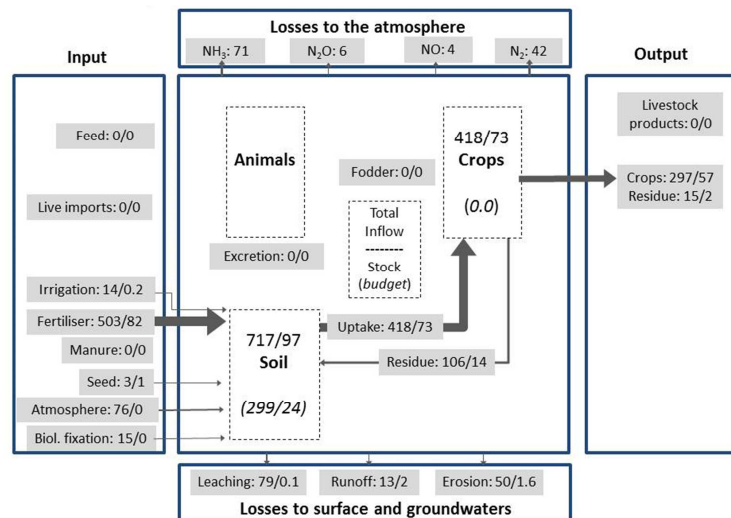 Losses to the atmosphere
NH₃: 71
N₂O: 6
NO: 4
N₂: 42
Input
Output
Feed: 0/0
Live imports: 0/0
Irrigation: 14/0.2
Fertiliser: 503/82
Manure: 0/0
Seed: 3/1
Atmosphere: 76/0
Biol. fixation: 15/0
Animals
Excretion: 0/0
Fodder: 0/0
418/73
Crops
(0.0)
Total
Inflow
--------
Stock
(budget)
717/97
Soil
(299/24)
Uptake: 418/73
Residue: 106/14
Livestock
products: 0/0
Crops: 297/57
Residue: 15/2
Leaching: 79/0.1
Runoff: 13/2
Erosion: 50/1.6
Losses to surface and groundwaters